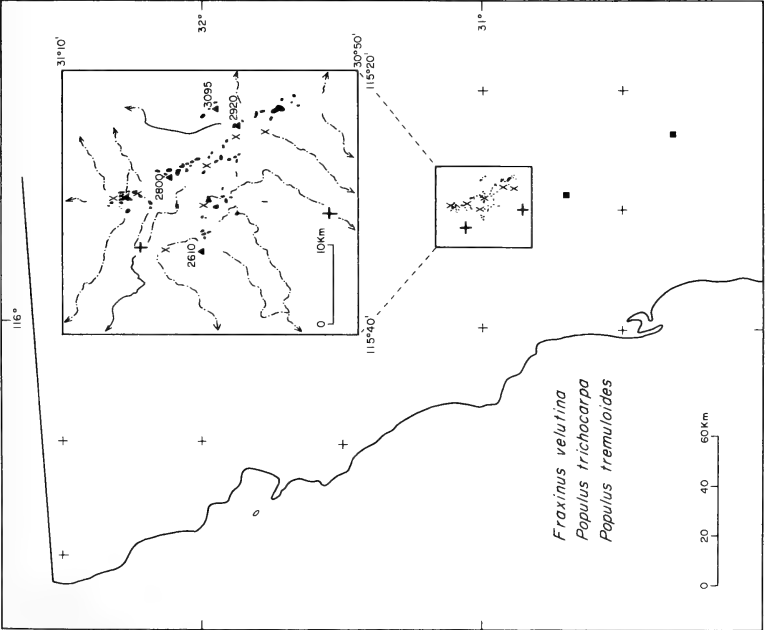 116°
32°
31°
31°10'
30°50'
115°20'
115°40'
3095
2920
2800
2610
0 10Km
Fraxinus velutina
Populus trichocarpa
Populus tremuloides
0 20 40 60Km